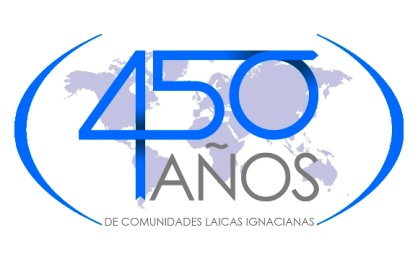 450
AÑOS
DE COMUNIDADES LAICAS IGNACIANAS